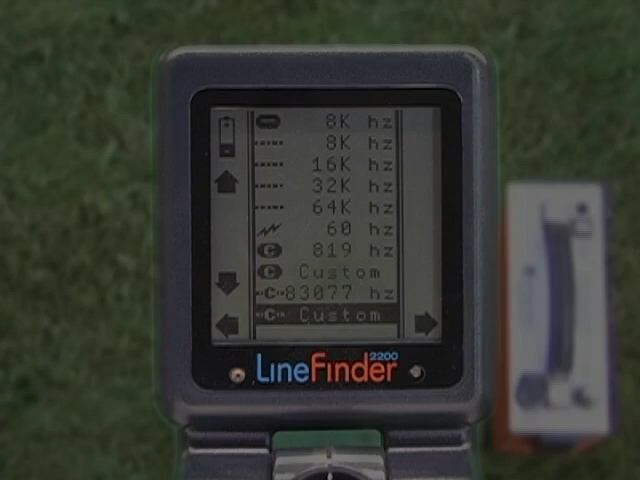 8K hz
8K hz
16K hz
32K hz
64K hz
60 hz
C 819 hz
C Custom
C 83077 hz
C Custom
LineFinder 2200